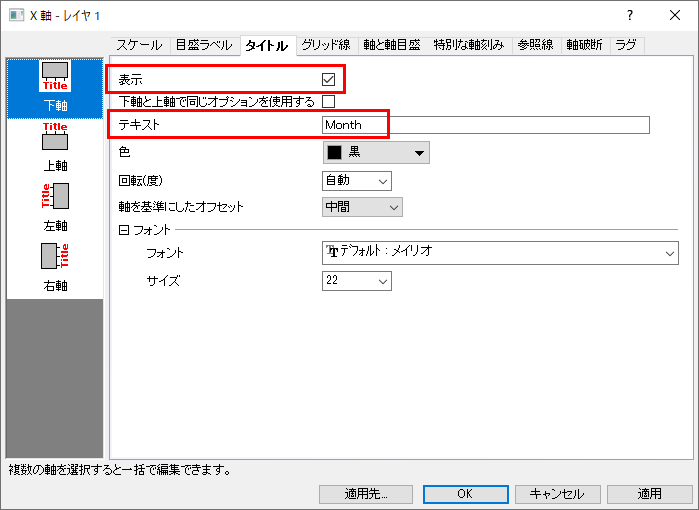 X 軸 - レイヤ 1
? ×
スケール 目盛ラベル タイトル グリッド線 軸と軸目盛 特別な軸刻み 参照線 軸破断 ラグ
Title
下軸
Title
上軸
Title
左軸
Title
右軸
表示
下軸と上軸で同じオプションを使用する
テキスト Month
色 黒
回転(度) 自動
軸を基準にしたオフセット 中間
フォント
フォント デフォルト：メイリオ
サイズ 22
複数の軸を選択すると一括で編集できます。
適用先... OK キャンセル 適用